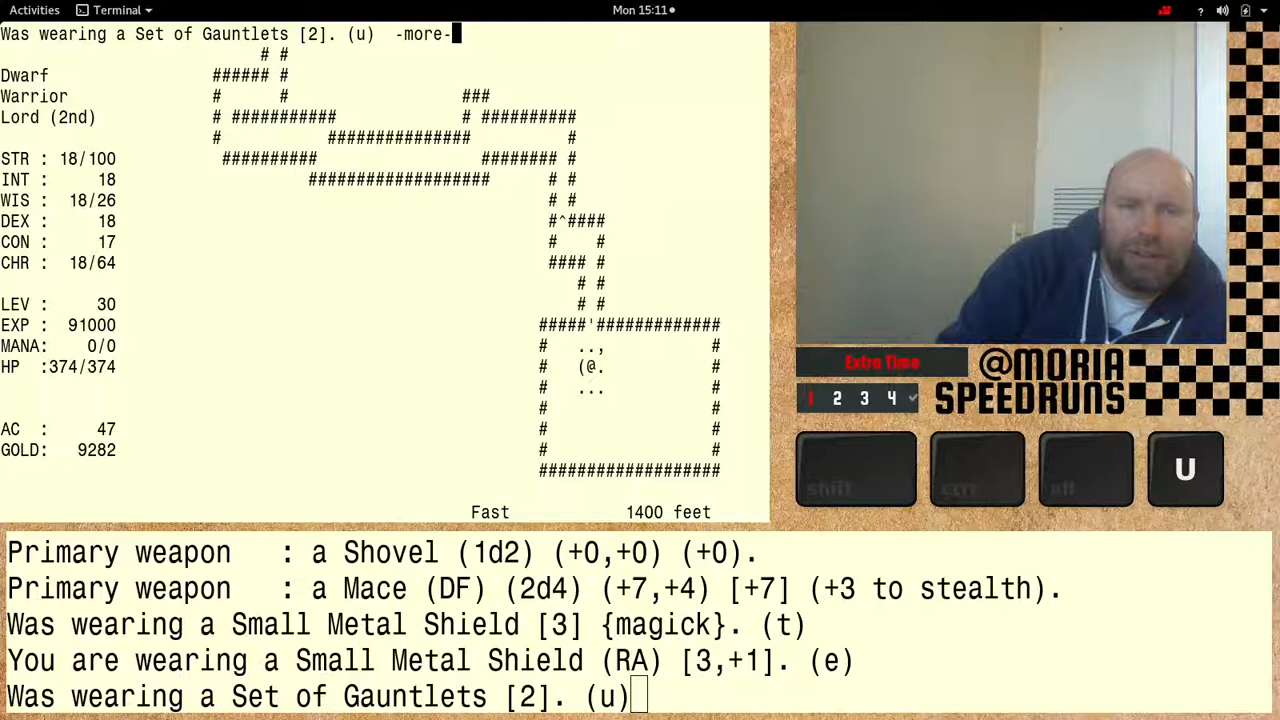 Activities Terminal Mon 15:11
Was wearing a Set of Gauntlets [2]. (u) -more-
# #
Dwarf ###### #
Warrior # # ###
Lord (2nd) # ########### # ##########
# ############### #
STR : 18/100 ########## ######## #
INT : 18 ################### # #
WIS : 18/26 # #
DEX : 18 #^####
CON : 17 # #
CHR : 18/64 #### #
# #
LEV : 30 # #
EXP : 91000 #####'#############
MANA: 0/0 # .., #
HP :374/374 # (@. #
# ... #
# #
AC : 47
GOLD: 9282 # #
###################
Fast 1400 feet
Extra Time
1 2 3 4 ✓
@MORIA
SPEEDRUNS
shift ctrl alt U
Primary weapon : a Shovel (1d2) (+0,+0) (+0).
Primary weapon : a Mace (DF) (2d4) (+7,+4) [+7] (+3 to stealth).
Was wearing a Small Metal Shield [3] {magick}. (t)
You are wearing a Small Metal Shield (RA) [3,+1]. (e)
Was wearing a Set of Gauntlets [2]. (u)